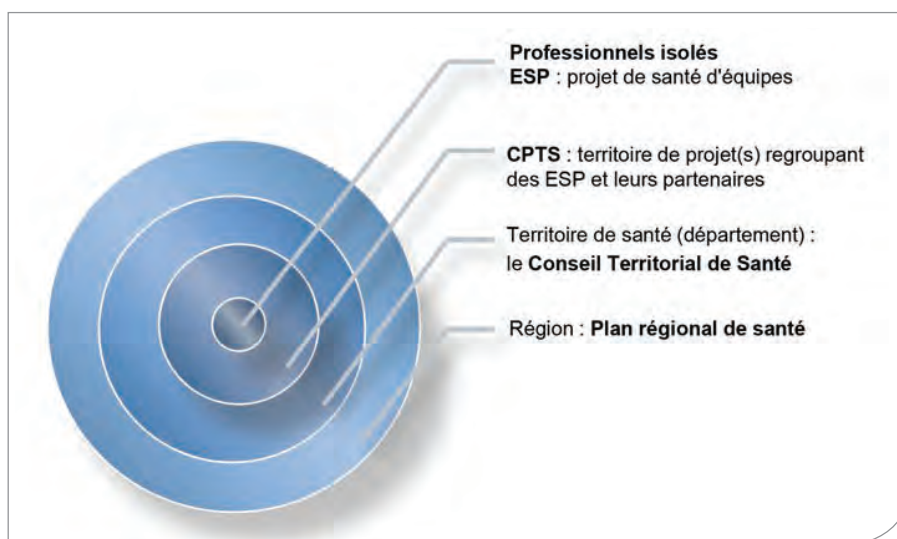 Professionnels isolés
ESP : projet de santé d'équipes
CPTS : territoire de projet(s) regroupant
des ESP et leurs partenaires
Territoire de santé (département) :
le Conseil Territorial de Santé
Région : Plan régional de santé